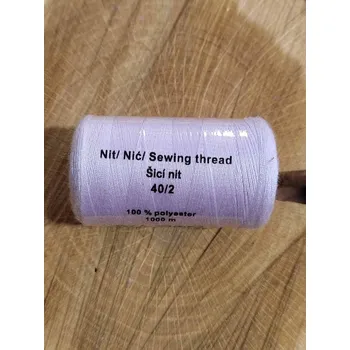 Nit/ Nić/ Sewing thread
Šicí nit
40/2
100 % polyester
1000 m